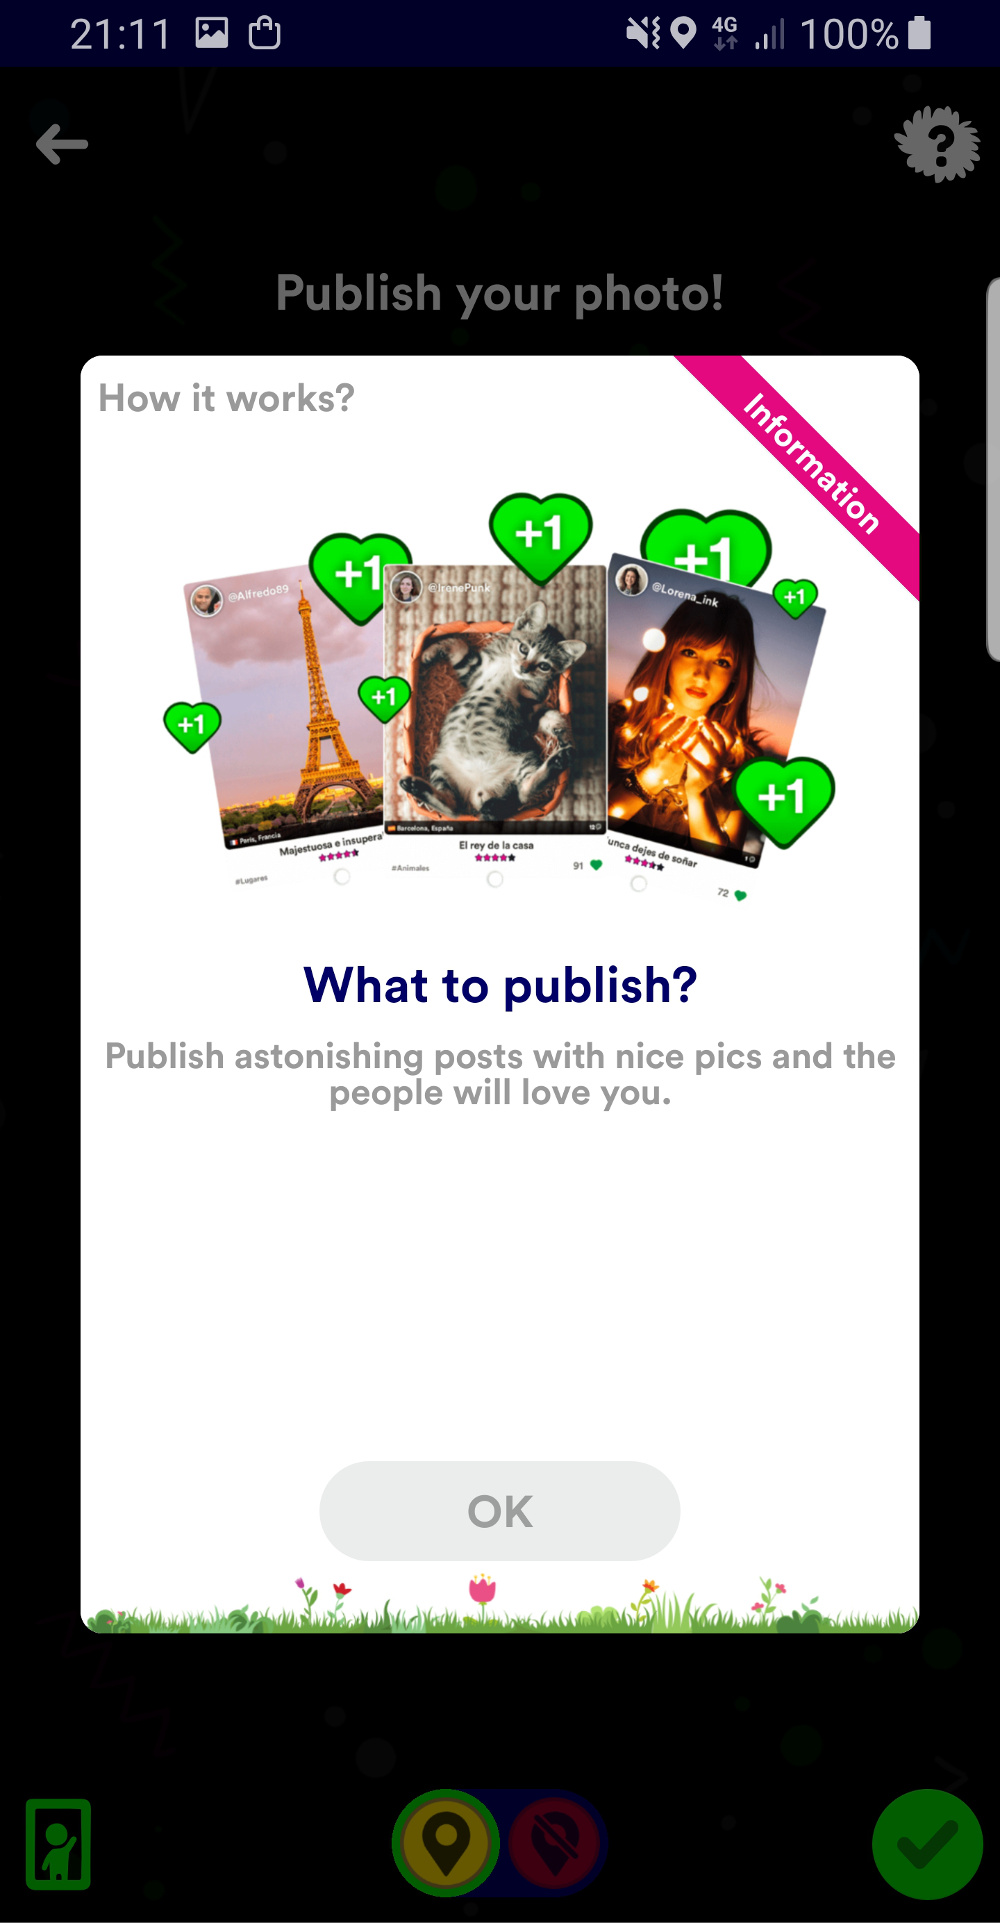 21:11
4G
100%
Publish your photo!
How it works?
Information
+1
+1
+1
+1
+1
+1
+1
@Alfredo89
@IrenePunk
@Lorena_ink
Paris, Francia
Barcelona, España
Majestuosa e insupera
El rey de la casa
unca dejes de soñar
#Lugares
#Animales
91
72
What to publish?
Publish astonishing posts with nice pics and the
people will love you.
OK